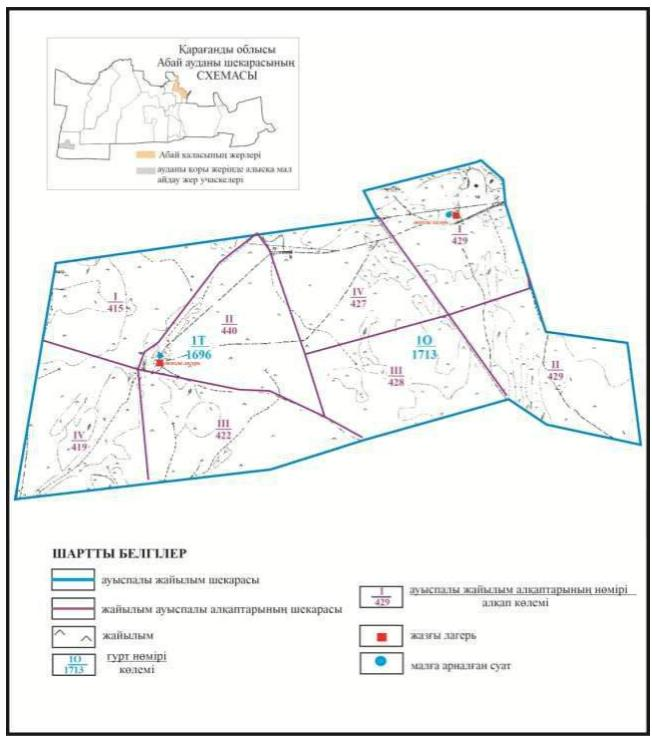 Қарағанды облысы
Абай ауданы шекарасының
СХЕМАСЫ
Абай қаласының жерлері
ауданы қоры жерінде алысқа мал
айдау жер учаскелері
I
429
I
415
II
440
IV
427
1Т
1696
1О
1713
III
428
II
429
IV
419
III
422
ШАРТТЫ БЕЛГІЛЕР
ауыспалы жайылым шекарасы
жайылым ауыспалы алқаптарының шекарасы
жайылым
1О
1713
гурт нөмірі
көлемі
I
429
ауыспалы жайылым алқаптарының нөмірі
алқап көлемі
жазғы лагерь
малға арналған суат